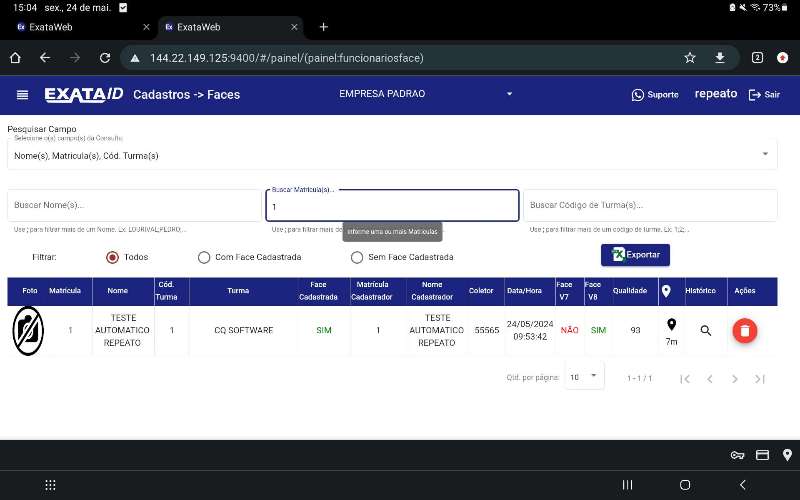 15:04 sex., 24 de mai. 73%
Ex ExataWeb
Ex ExataWeb
144.22.149.125:9400/#/painel/(painel:funcionariosface)
2
EXATAID Cadastros -> Faces EMPRESA PADRAO Suporte repeato Sair
Pesquisar Campo
Selecione o(s) campo(s) da Consulta
Nome(s), Matricula(s), Cód. Turma(s)
Buscar Matricula(s)...
Buscar Nome(s)... 1 Buscar Código de Turma(s)...
Use ; para filtrar mais de um Nome. Ex: LOURIVAL;PEDRO;... Use ; para filtrar mais de Use ; para filtrar mais de um código de turma. Ex: 1;2;...
Informe uma ou mais Matriculas
Filtrar: Todos Com Face Cadastrada Sem Face Cadastrada Exportar
Foto Matrícula Nome Cód. Turma Turma Face Cadastrada Matrícula Cadastrador Nome Cadastrador Coletor Data/Hora Face V7 Face V8 Qualidade Histórico Ações
1 TESTE AUTOMATICO REPEATO 1 CQ SOFTWARE SIM 1 TESTE AUTOMATICO REPEATO 55565 24/05/2024 09:53:42 NÃO SIM 93 7m
Qtd. por página: 10 1 - 1 / 1